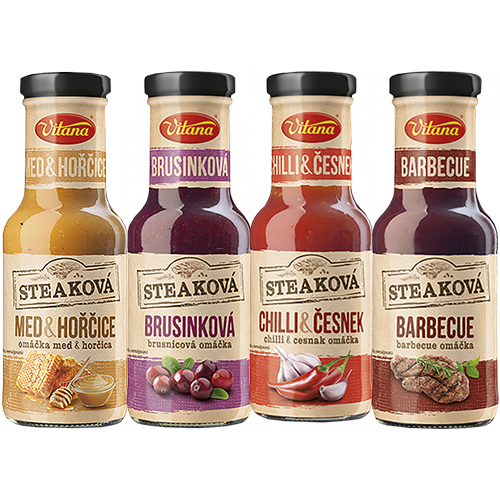 Vitana
MED&HOŘČICE
STEAKOVÁ
MED&HOŘČICE
omáčka med & horčica
Vitana
BRUSINKOVÁ
STEAKOVÁ
BRUSINKOVÁ
brusnicová omáčka
Vitana
CHILLI&ČESNEK
STEAKOVÁ
CHILLI&ČESNEK
chilli & cesnak omáčka
Vitana
BARBECUE
STEAKOVÁ
BARBECUE
barbecue omáčka